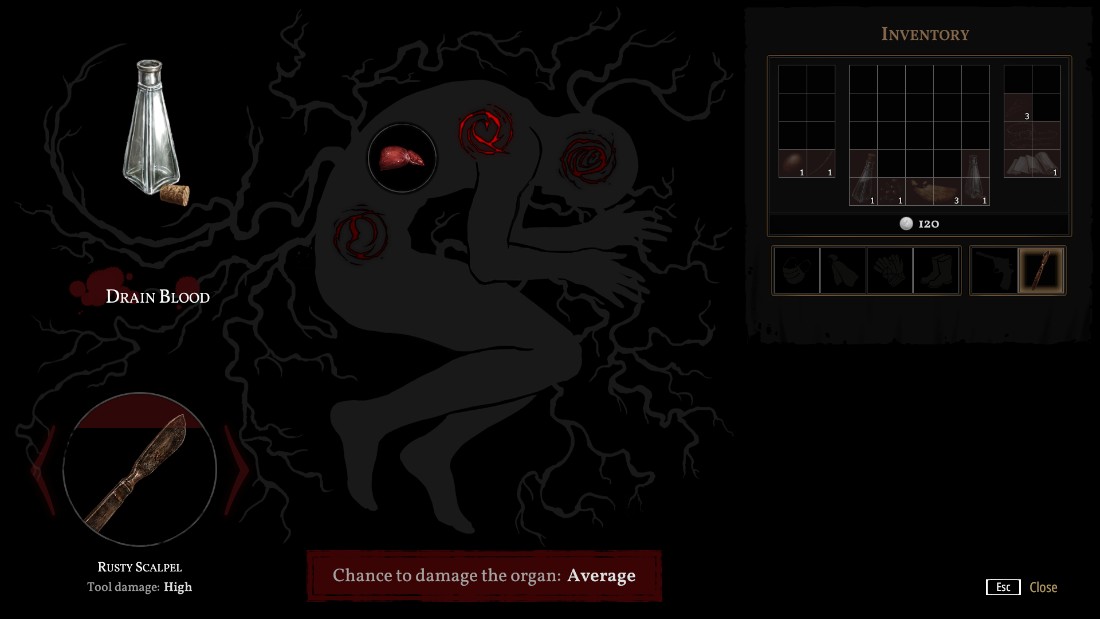 Inventory
3
1
1
1
1
1
3
1
120
Drain Blood
Rusty Scalpel
Tool damage: High
Chance to damage the organ: Average
Esc Close